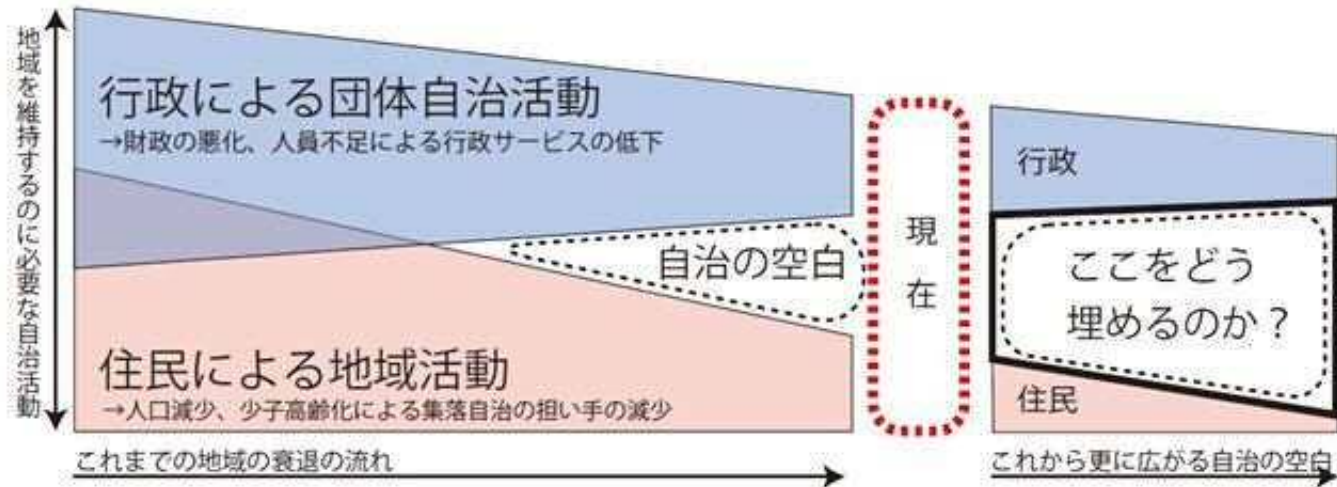 地域を維持するのに必要な自治活動
行政による団体自治活動
→財政の悪化、人員不足による行政サービスの低下
自治の空白
住民による地域活動
→人口減少、少子高齢化による集落自治の担い手の減少
これまでの地域の衰退の流れ
現在
行政
ここをどう
埋めるのか？
住民
これから更に広がる自治の空白